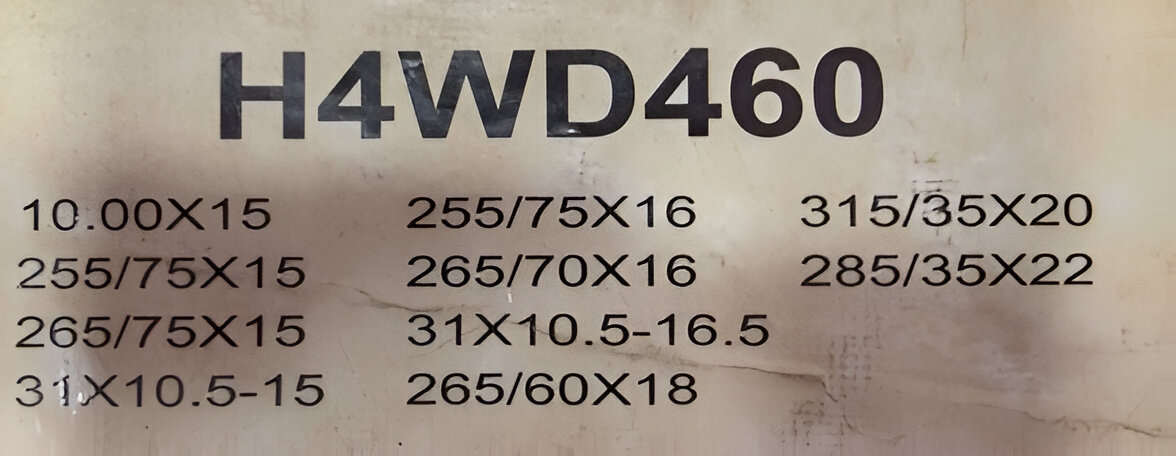 H4WD460
10.00X15 255/75X16 315/35X20
255/75X15 265/70X16 285/35X22
265/75X15 31X10.5-16.5
31X10.5-15 265/60X18